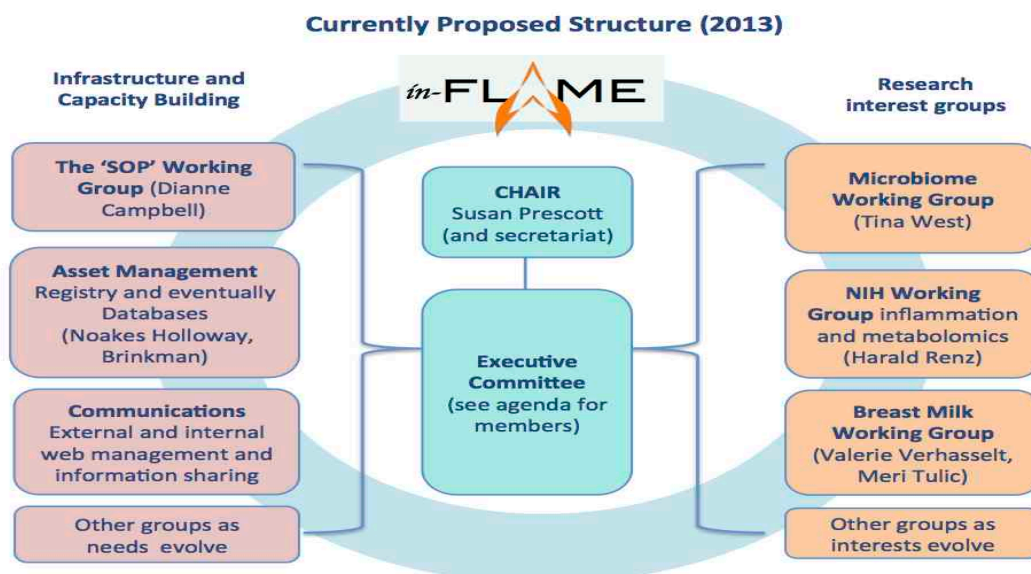 Currently Proposed Structure (2013)
in-FLAME
Infrastructure and
Capacity Building
The ‘SOP’ Working
Group (Dianne
Campbell)
Asset Management
Registry and eventually
Databases
(Noakes Holloway,
Brinkman)
Communications
External and internal
web management and
information sharing
Other groups as
needs evolve
CHAIR
Susan Prescott
(and secretariat)
Executive
Committee
(see agenda for
members)
Research
interest groups
Microbiome
Working Group
(Tina West)
NIH Working
Group inflammation
and metabolomics
(Harald Renz)
Breast Milk
Working Group
(Valerie Verhasselt,
Meri Tulic)
Other groups as
interests evolve